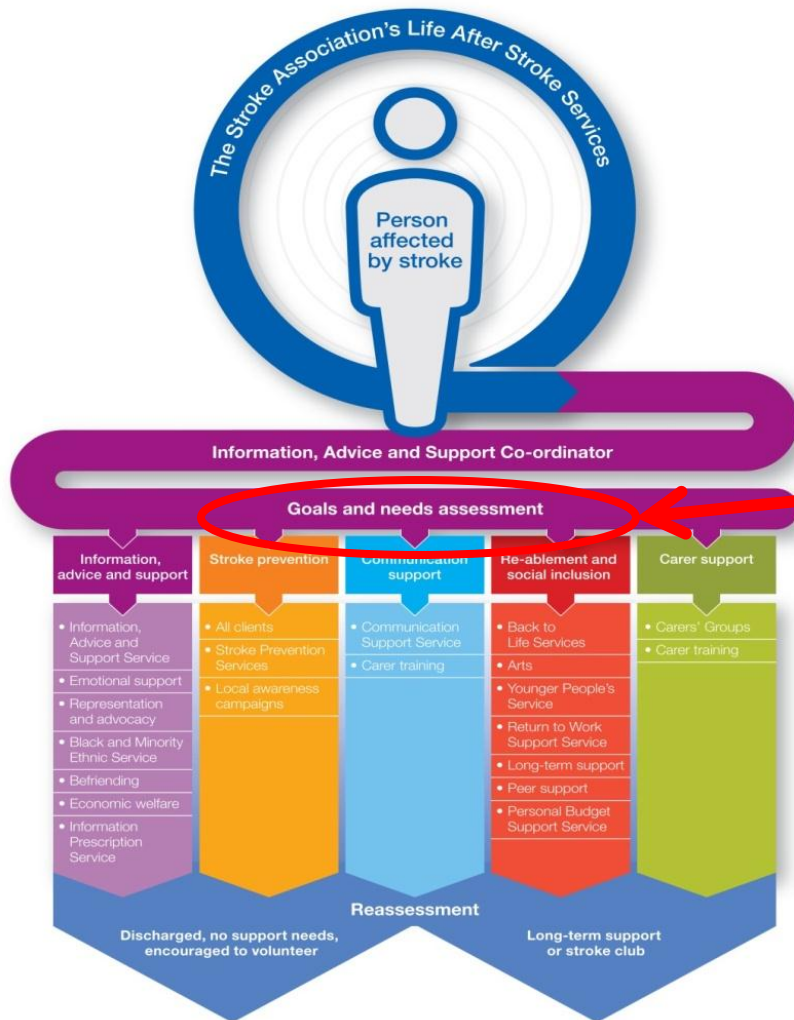 The Stroke Association's Life After Stroke Services
Person
affected
by stroke
Information, Advice and Support Co-ordinator
Goals and needs assessment
Information,
advice and support
• Information,
Advice and
Support Service
• Emotional support
• Representation
and advocacy
• Black and Minority
Ethnic Service
• Befriending
• Economic welfare
• Information
Prescription
Service
Stroke prevention
• All clients
• Stroke Prevention
Services
• Local awareness
campaigns
Communication
support
• Communication
Support Service
• Carer training
Re-ablement and
social inclusion
• Back to
Life Services
• Arts
• Younger People's
Service
• Return to Work
Support Service
• Long-term support
• Peer support
• Personal Budget
Support Service
Carer support
• Carers' Groups
• Carer training
Reassessment
Discharged, no support needs,
encouraged to volunteer
Long-term support
or stroke club